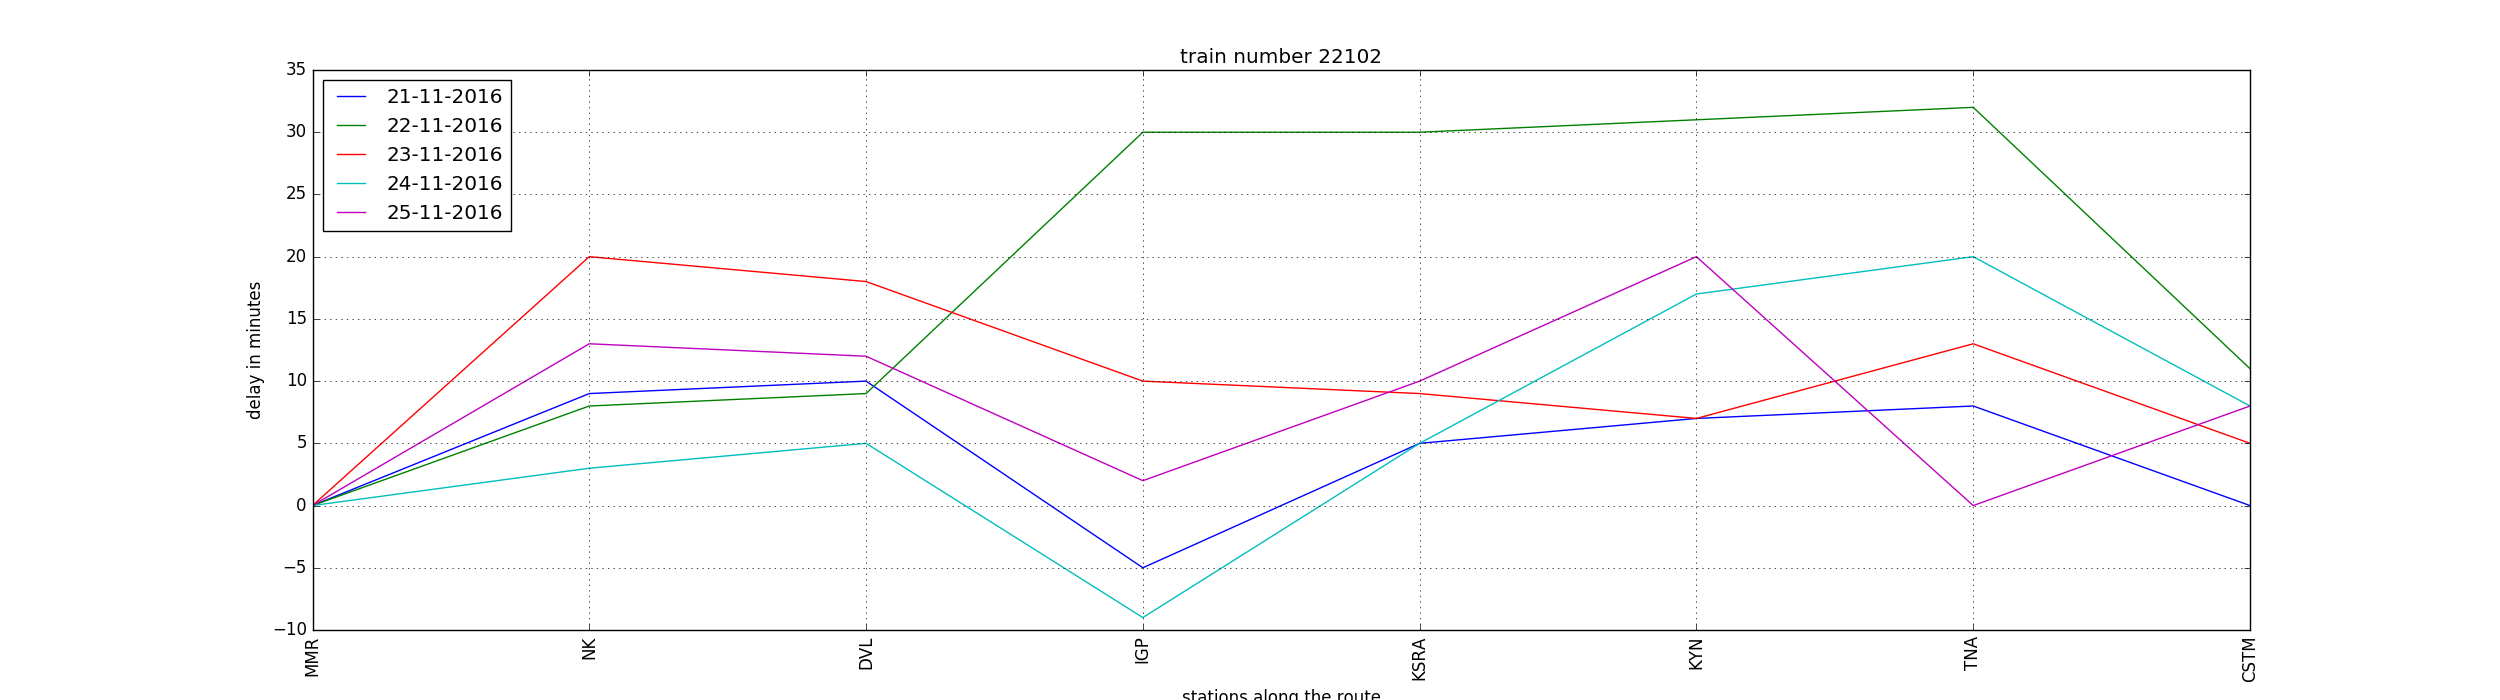 train number 22102
35
30
25
20
15
10
5
0
−5
−10
delay in minutes
21-11-2016
22-11-2016
23-11-2016
24-11-2016
25-11-2016
MMR
NK
DVL
IGP
KSRA
KYN
TNA
CSTM
stations along the route